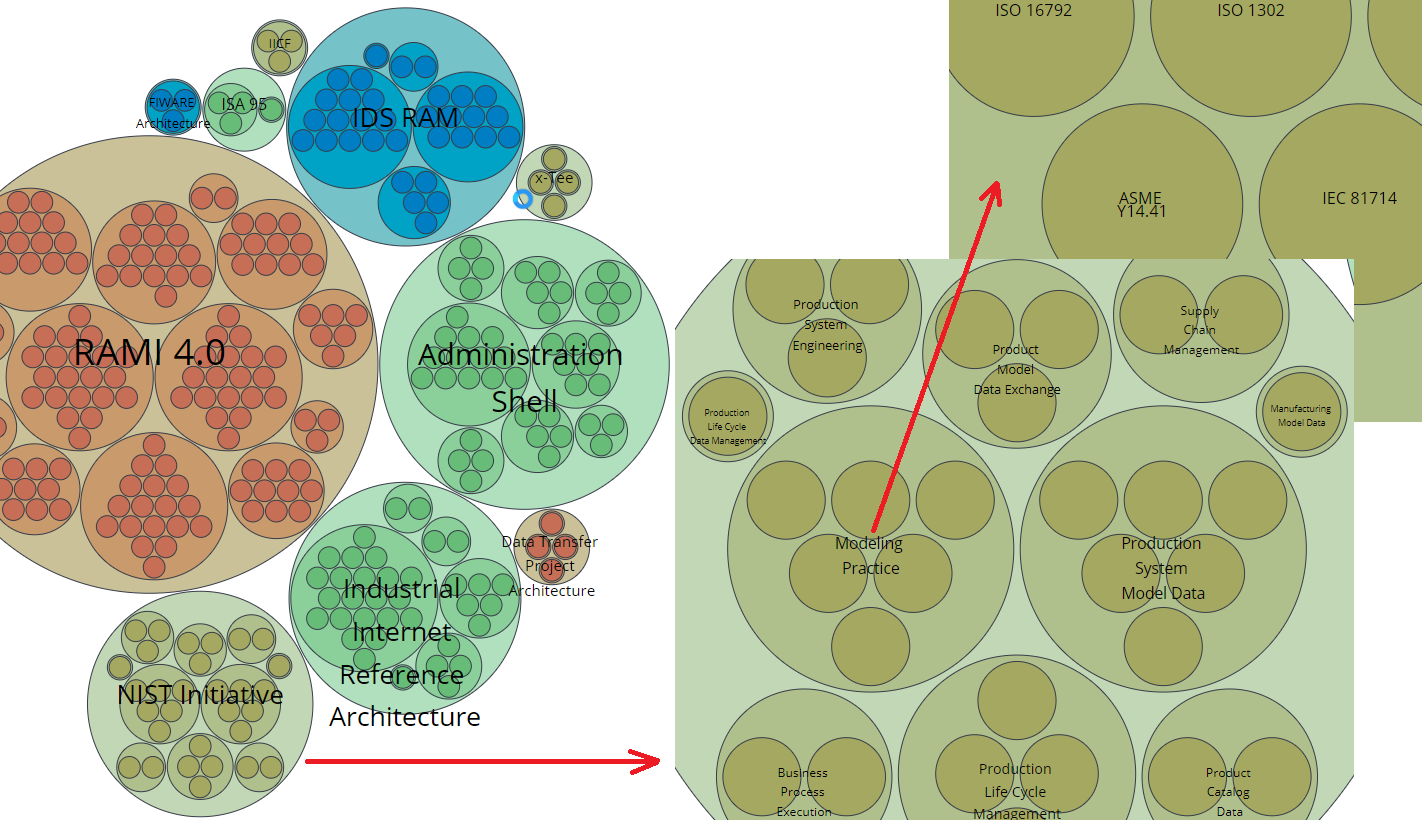 IICF
FIWARE
Architecture
ISA 95
IDS RAM
x-Tee
RAMI 4.0
Administration
Shell
Data Transfer
Project
Architecture
Industrial
Internet
Reference
Architecture
NIST Initiative
ISO 16792
ISO 1302
ASME
Y14.41
IEC 81714
Production
System
Engineering
Product
Model
Data Exchange
Supply
Chain
Management
Production
Life Cycle
Data Management
Manufacturing
Model Data
Modeling
Practice
Production
System
Model Data
Business
Process
Execution
Production
Life Cycle
Management
Product
Catalog
Data